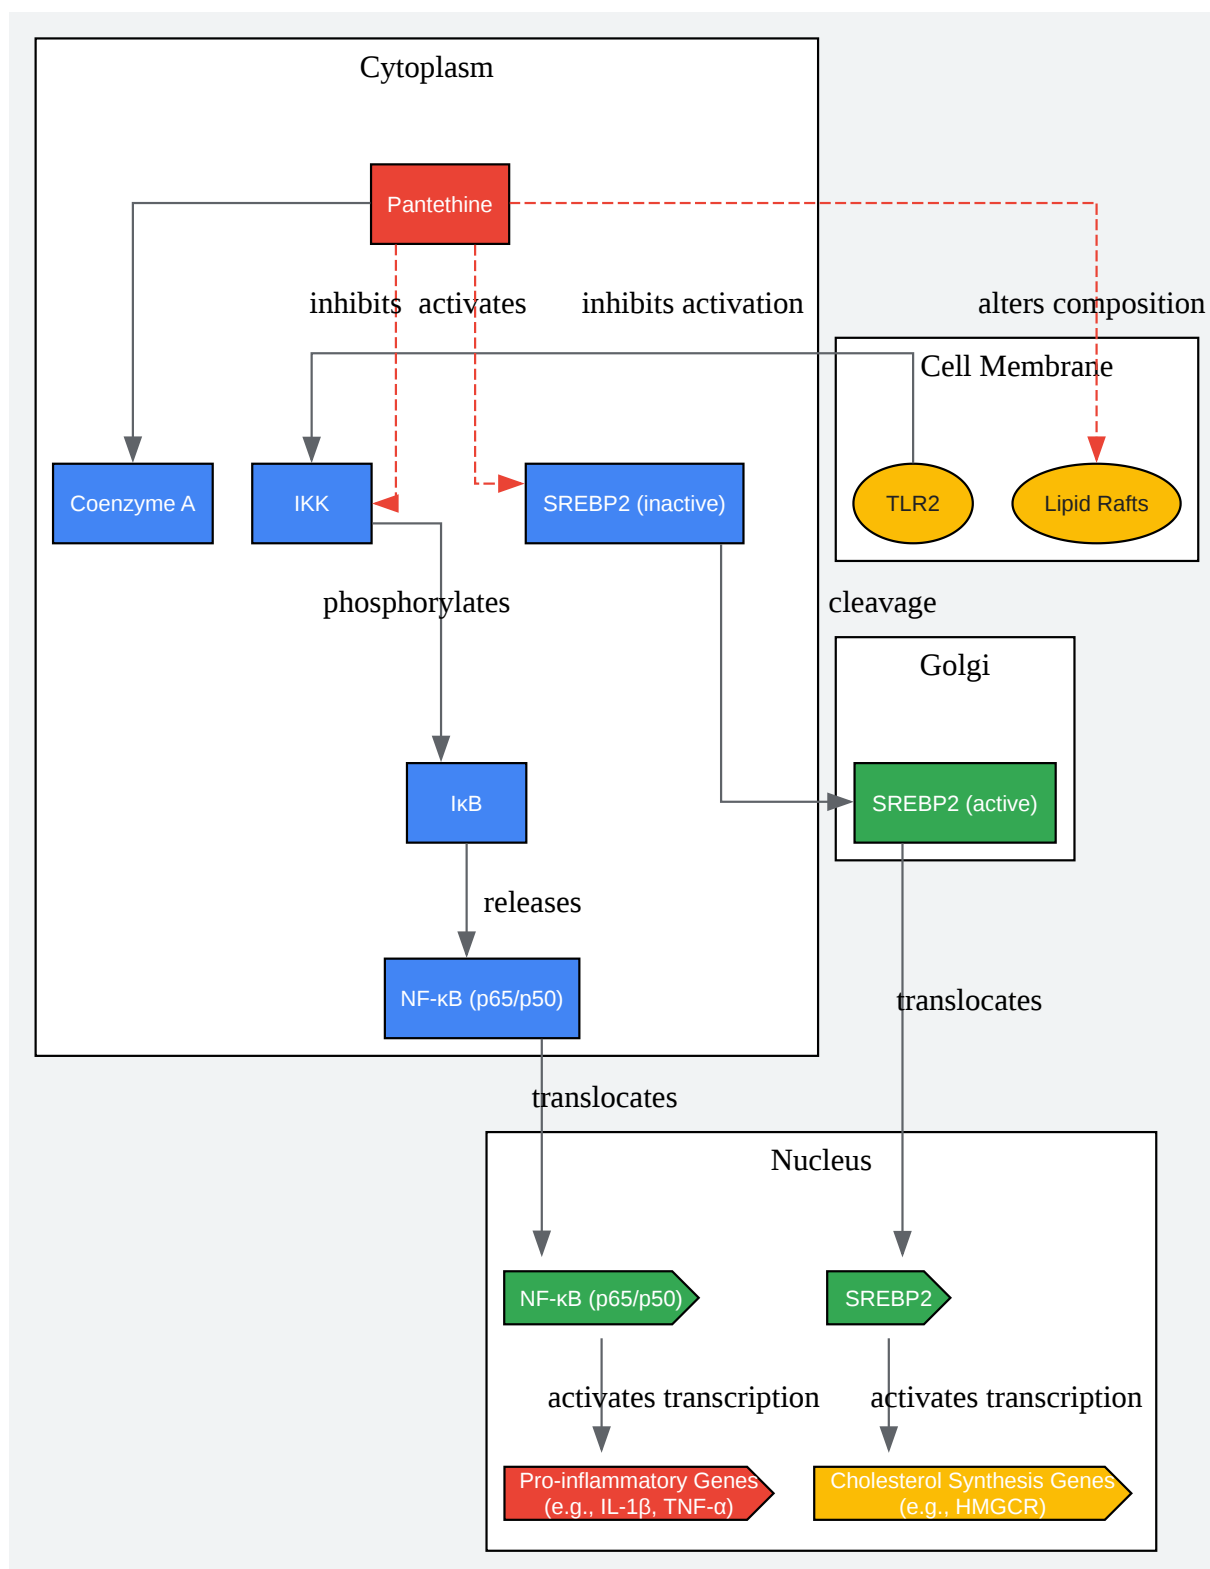 Cytoplasm
Pantethine
inhibits
activates
inhibits activation
alters composition
Cell Membrane
Coenzyme A
IKK
SREBP2 (inactive)
TLR2
Lipid Rafts
phosphorylates
cleavage
Golgi
IκB
SREBP2 (active)
releases
NF-κB (p65/p50)
translocates
translocates
Nucleus
NF-κB (p65/p50)
SREBP2
activates transcription
activates transcription
Pro-inflammatory Genes
(e.g., IL-1β, TNF-α)
Cholesterol Synthesis Genes
(e.g., HMGCR)